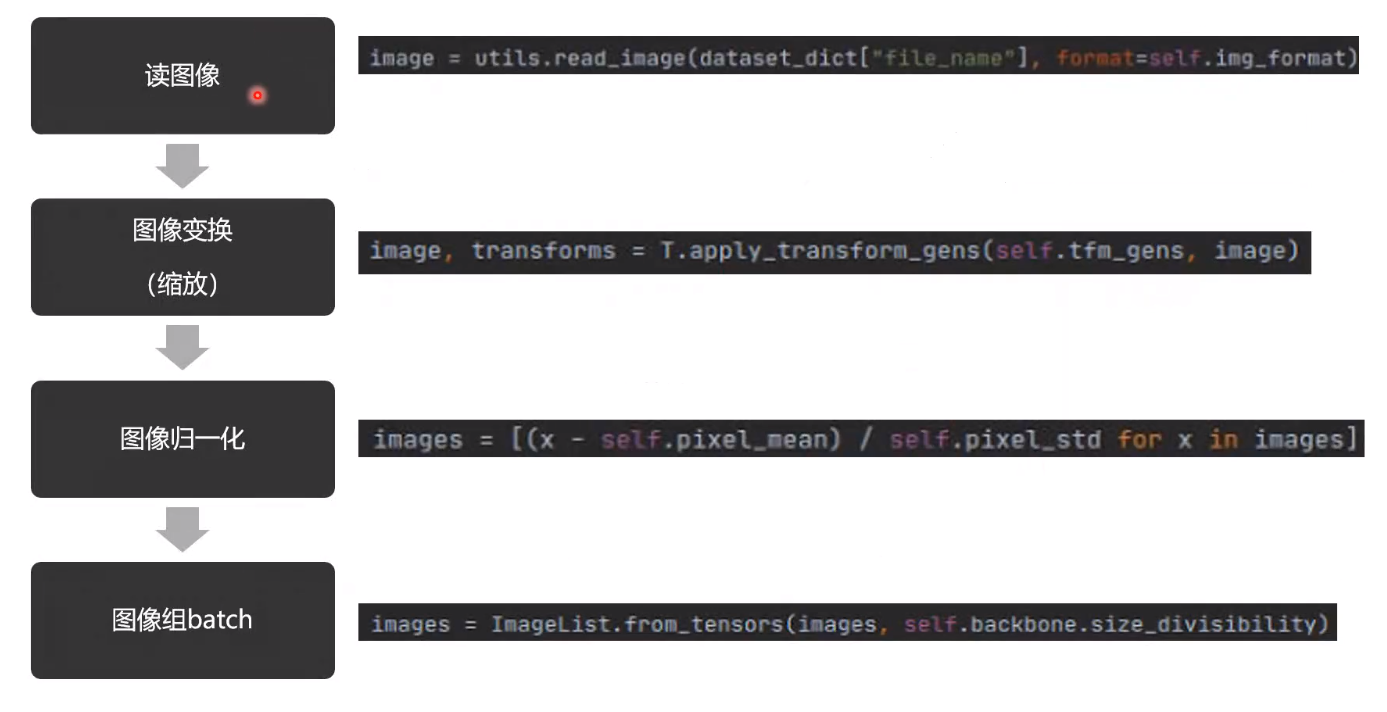 读图像
image = utils.read_image(dataset_dict["file_name"], format=self.img_format)
图像变换
（缩放）
image, transforms = T.apply_transform_gens(self.tfm_gens, image)
图像归一化
images = [(x - self.pixel_mean) / self.pixel_std for x in images]
图像组batch
images = ImageList.from_tensors(images, self.backbone.size_divisibility)